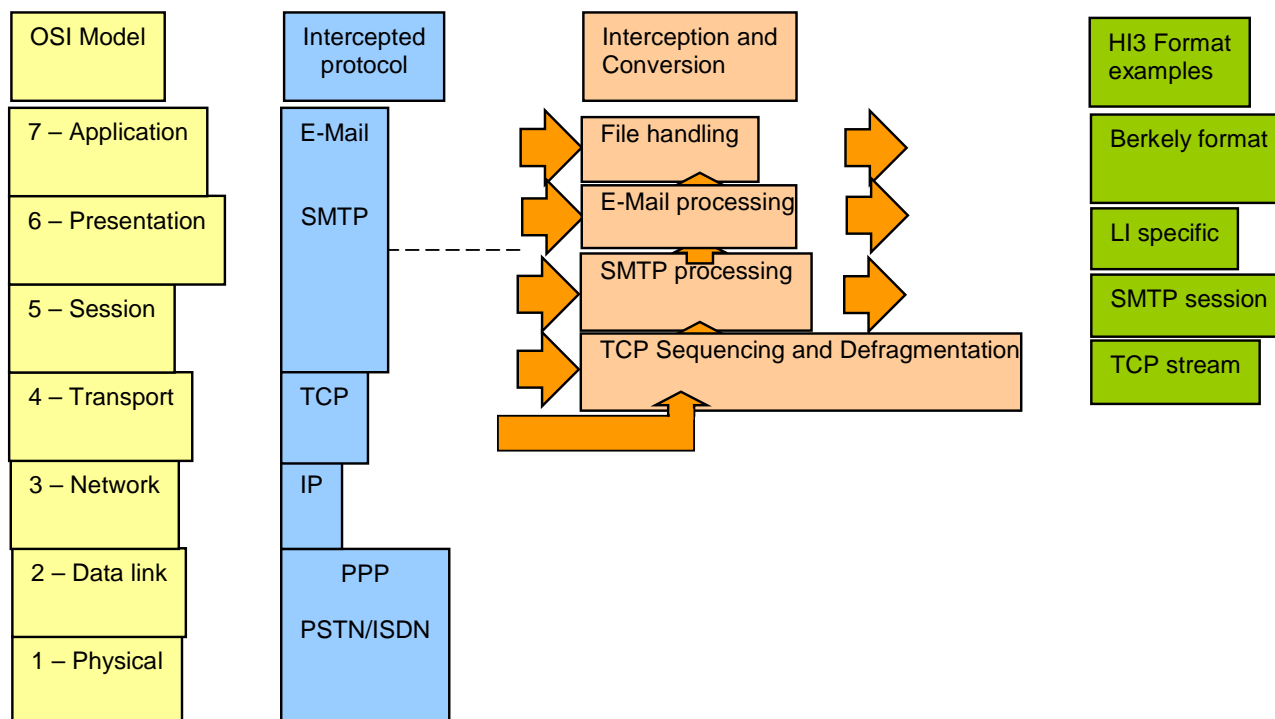 OSI Model
Intercepted
protocol
Interception and
Conversion
HI3 Format
examples
7 – Application
E-Mail
File handling
Berkely format
6 – Presentation
SMTP
E-Mail processing
LI specific
5 – Session
SMTP processing
SMTP session
4 – Transport
TCP
TCP Sequencing and Defragmentation
TCP stream
3 – Network
IP
2 – Data link
PPP
PSTN/ISDN
1 – Physical